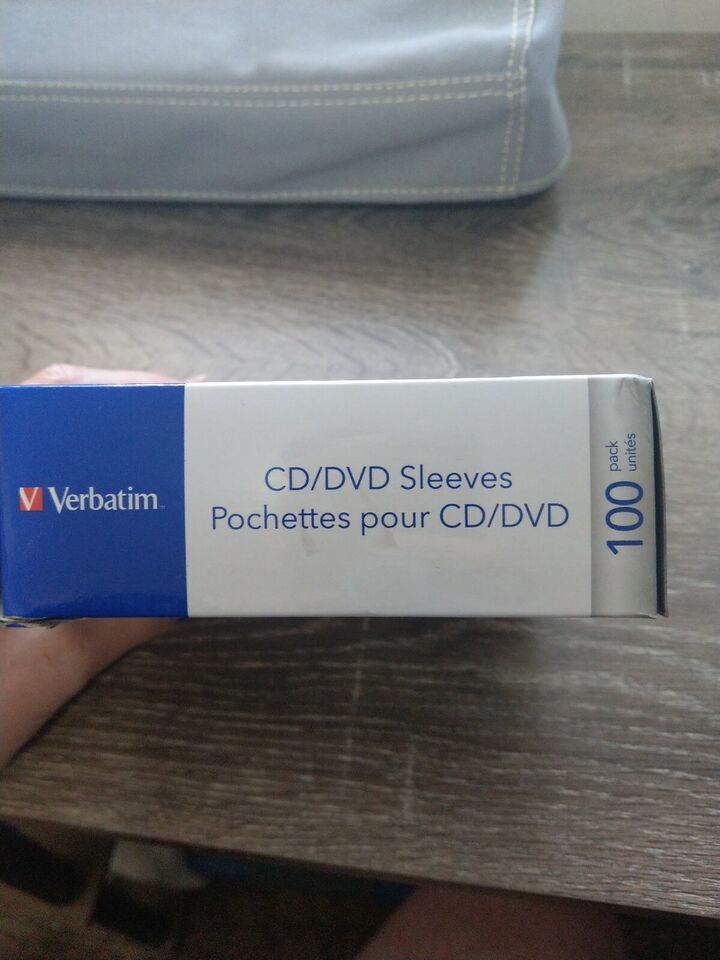 Verbatim
CD/DVD Sleeves
Pochettes pour CD/DVD
100
pack
unités